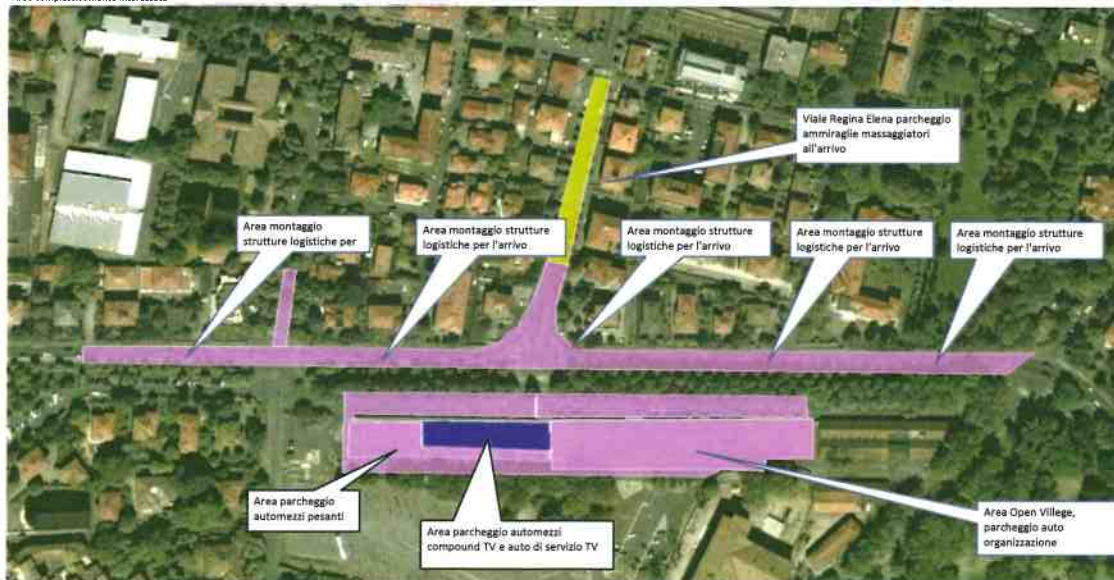 Viale Regina Elena parcheggio
ammiraglie massaggiatori
all'arrivo
Area montaggio
strutture logistiche per
Area montaggio strutture
logistiche per l'arrivo
Area montaggio strutture
logistiche per l'arrivo
Area montaggio strutture
logistiche per l'arrivo
Area montaggio strutture
logistiche per l'arrivo
Area parcheggio
automezzi pesanti
Area parcheggio automezzi
compound TV e auto di servizio TV
Area Open Villege,
parcheggio auto
organizzazione